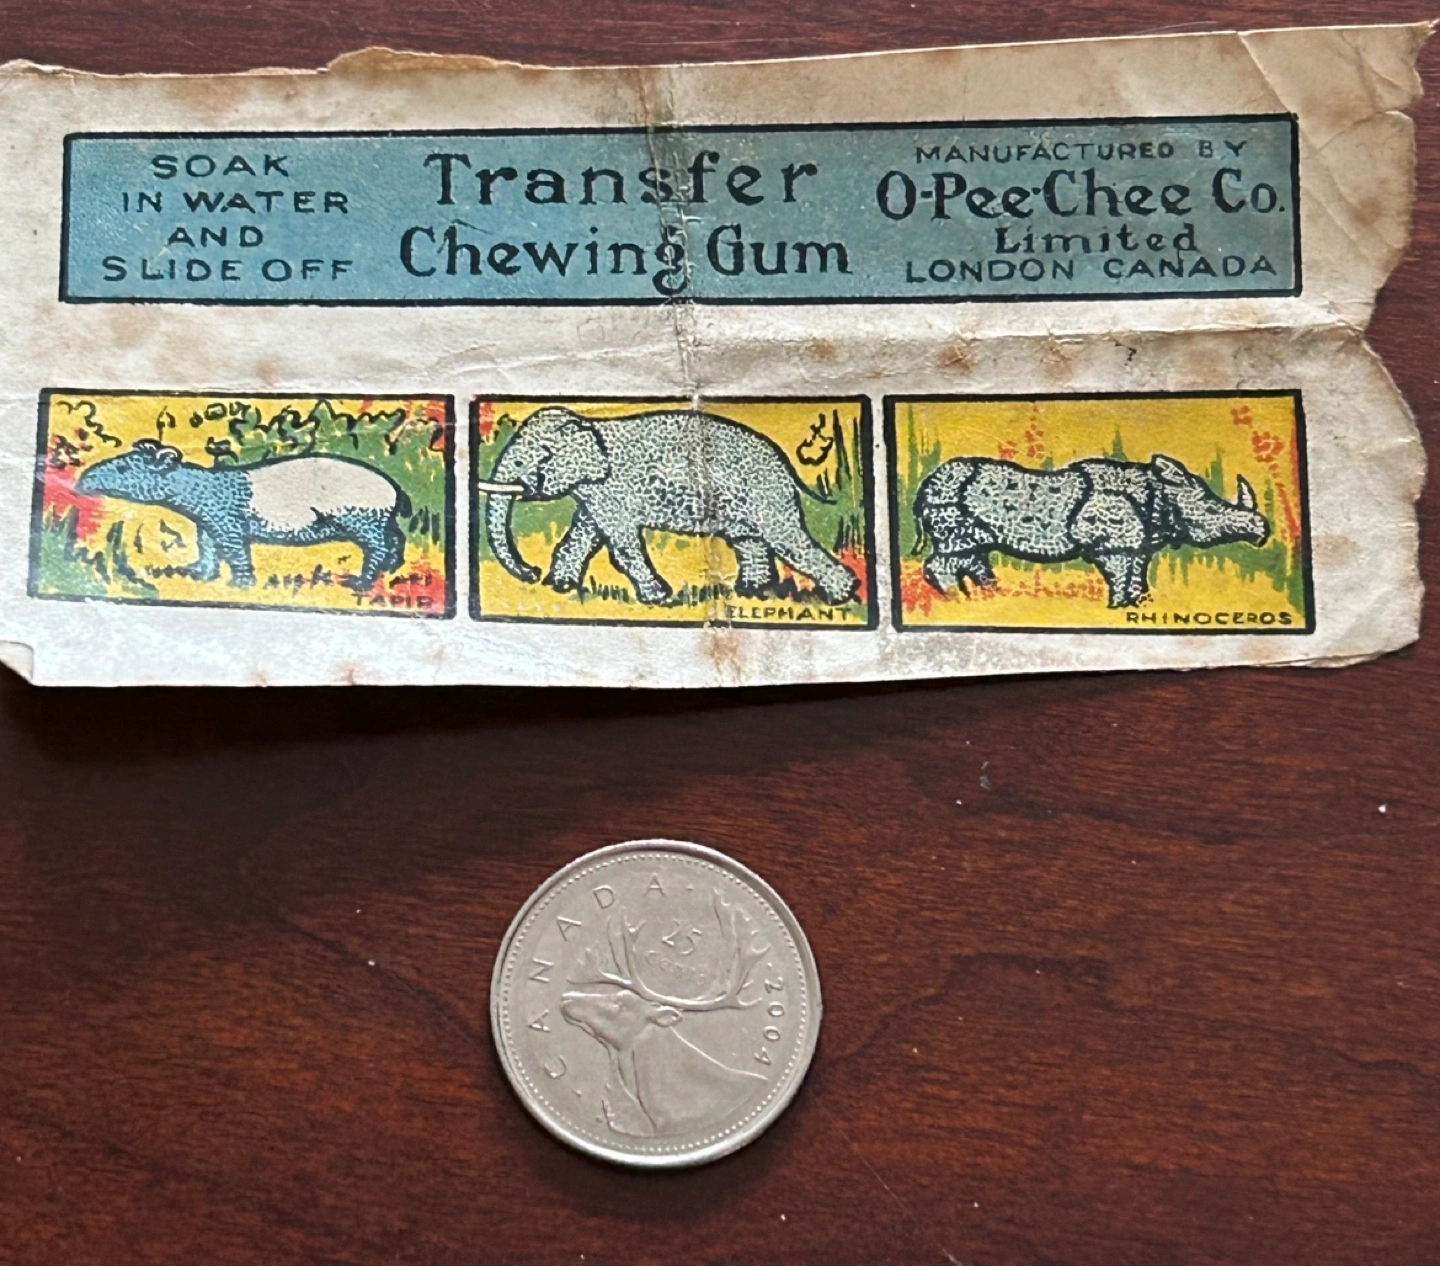 SOAK
IN WATER
AND
SLIDE OFF
Transfer
Chewing Gum
MANUFACTURED BY
O-Pee-Chee Co.
Limited
LONDON CANADA
TAPIR
ELEPHANT
RHINOCEROS
CANADA
25
CENTS
2004